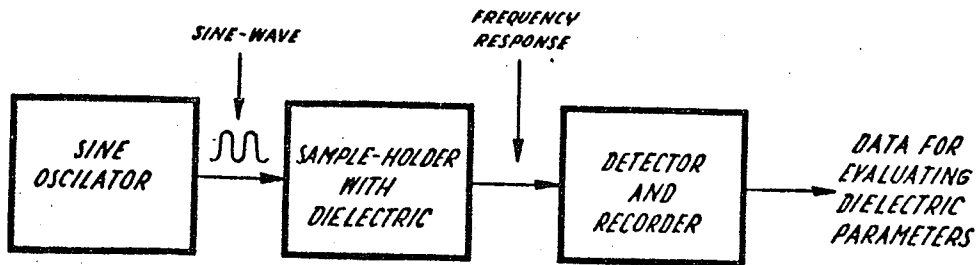 SINE-WAVE
FREQUENCY
RESPONSE
SINE
OSCILATOR
SAMPLE-HOLDER
WITH
DIELECTRIC
DETECTOR
AND
RECORDER
DATA FOR
EVALUATING
DIELECTRIC
PARAMETERS